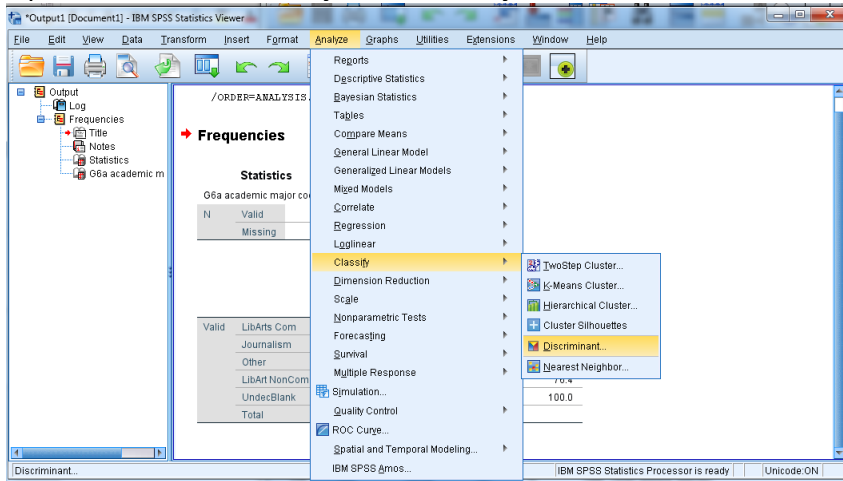 *Output1 [Document1] - IBM SPSS Statistics Viewer
File Edit View Data Transform Insert Format Analyze Graphs Utilities Extensions Window Help
Output
Log
Frequencies
Title
Notes
Statistics
G6a academic m
/ORDER=ANALYSIS.
Frequencies
Statistics
G6a academic major co
N Valid
Missing
Valid LibArts Com
Journalism
Other
LibArt NonCom 76.4
UndecBlank 100.0
Total
Reports
Descriptive Statistics
Bayesian Statistics
Tables
Compare Means
General Linear Model
Generalized Linear Models
Mixed Models
Correlate
Regression
Loglinear
Classify
Dimension Reduction
Scale
Nonparametric Tests
Forecasting
Survival
Multiple Response
Simulation...
Quality Control
ROC Curve...
Spatial and Temporal Modeling...
IBM SPSS Amos...
TwoStep Cluster...
K-Means Cluster...
Hierarchical Cluster...
Cluster Silhouettes
Discriminant...
Nearest Neighbor...
Discriminant... IBM SPSS Statistics Processor is ready Unicode:ON